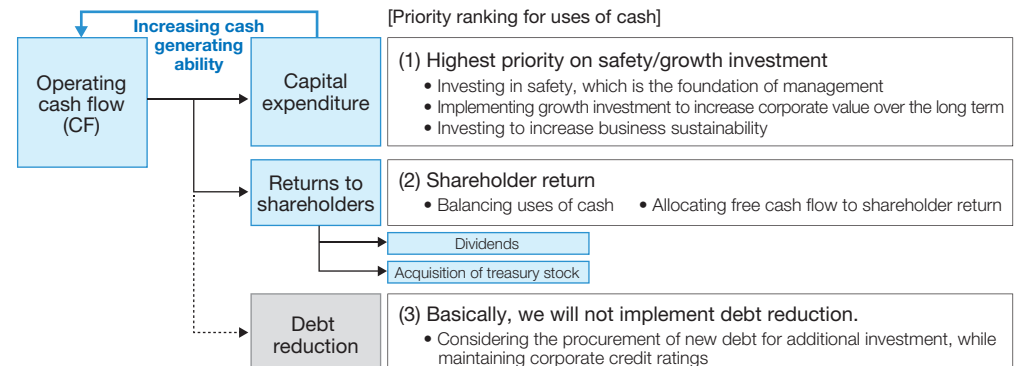 [Priority ranking for uses of cash]
Increasing cash
generating
ability
Operating
cash flow
(CF)
Capital
expenditure
(1) Highest priority on safety/growth investment
• Investing in safety, which is the foundation of management
• Implementing growth investment to increase corporate value over the long term
• Investing to increase business sustainability
Returns to
shareholders
(2) Shareholder return
• Balancing uses of cash • Allocating free cash flow to shareholder return
Dividends
Acquisition of treasury stock
Debt
reduction
(3) Basically, we will not implement debt reduction.
• Considering the procurement of new debt for additional investment, while
maintaining corporate credit ratings